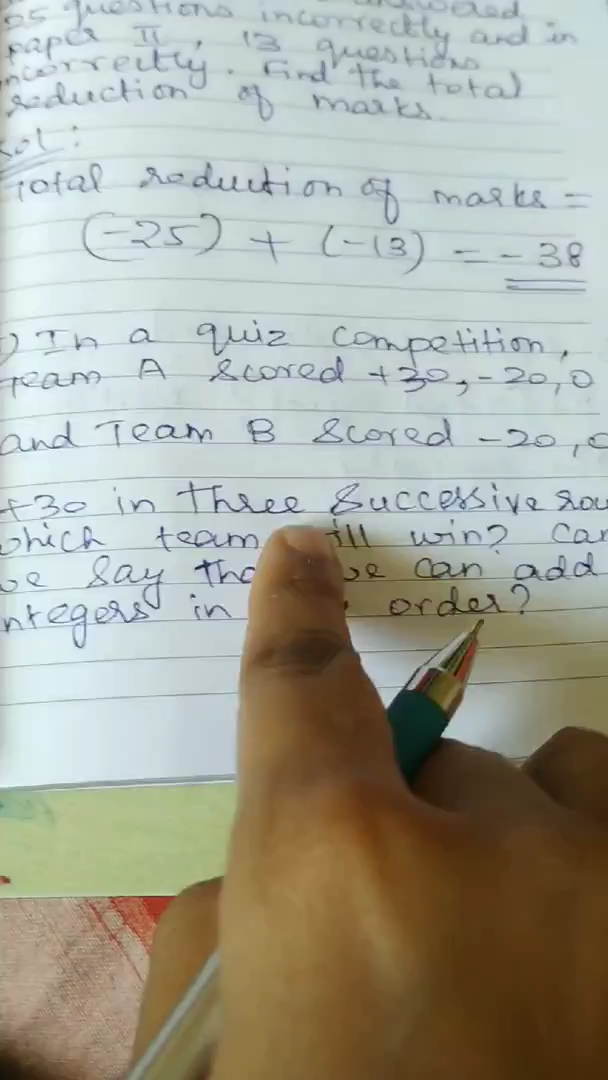 questions incorrectly and in
paper II, 13 questions
incorrectly. Find the total
reduction of marks.
Sol:
Total reduction of marks =
(-25) + (-13) = -38
) In a quiz competition,
Team A scored +30, -20, 0
and Team B scored -20, 0
+30 in three successive
which team will win? Can
we say we can add
integers in order?